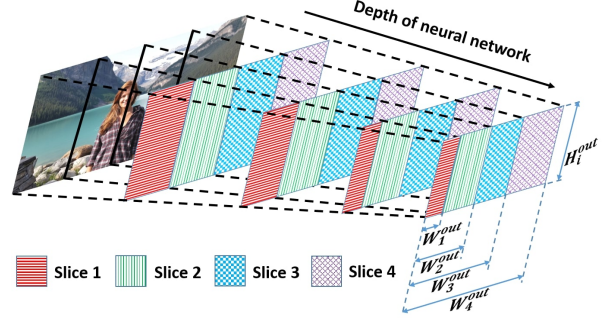 Depth of neural network
H_i^out
W_1^out
W_2^out
W_3^out
W_4^out
Slice 1 Slice 2 Slice 3 Slice 4